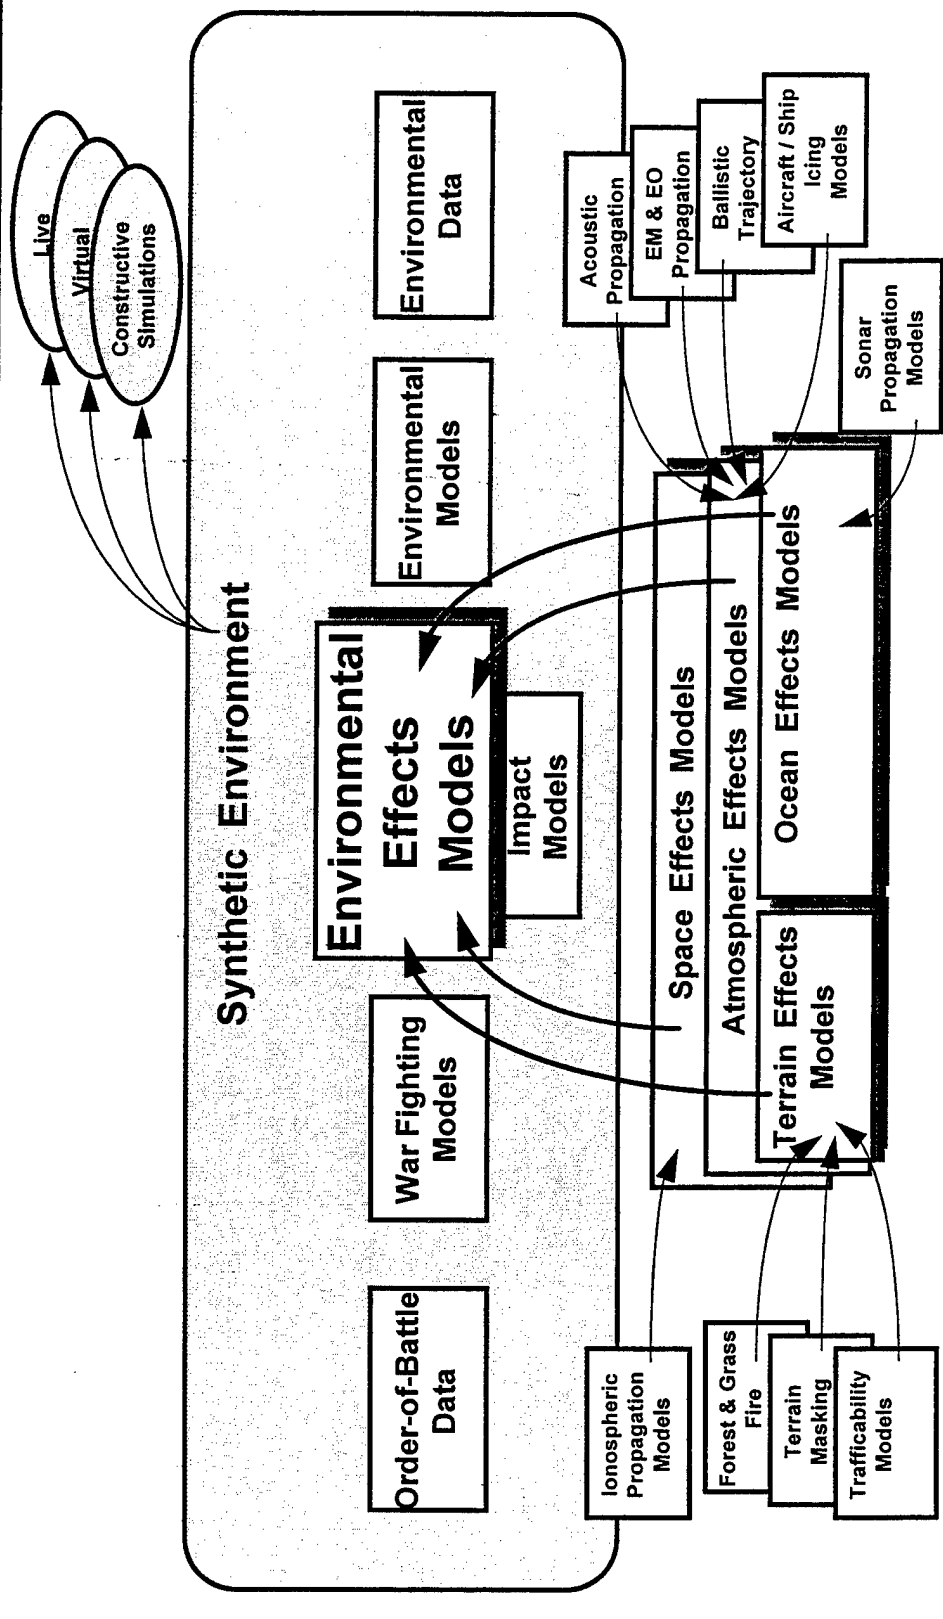 Live
Virtual
Constructive
Simulations
Synthetic Environment
Order-of-Battle
Data
War Fighting
Models
Environmental
Effects
Models
Impact
Models
Environmental
Models
Environmental
Data
Ionospheric
Propagation
Models
Forest & Grass
Fire
Terrain
Masking
Trafficability
Models
Space Effects Models
Atmospheric Effects Models
Terrain Effects
Models
Ocean Effects Models
Acoustic
Propagation
EM & EO
Propagation
Ballistic
Trajectory
Aircraft / Ship
Icing
Models
Sonar
Propagation
Models